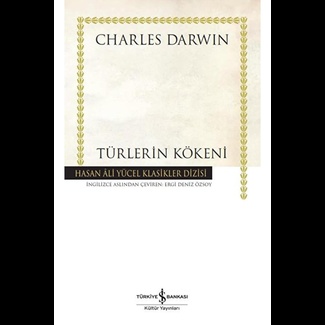 CHARLES DARWIN
TÜRLERİN KÖKENİ
HASAN ÂLİ YÜCEL KLASİKLER DİZİSİ
İNGİLİZCE ASLINDAN ÇEVİREN: ERGİ DENİZ ÖZSOY
TÜRKİYE İŞ BANKASI
Kültür Yayınları